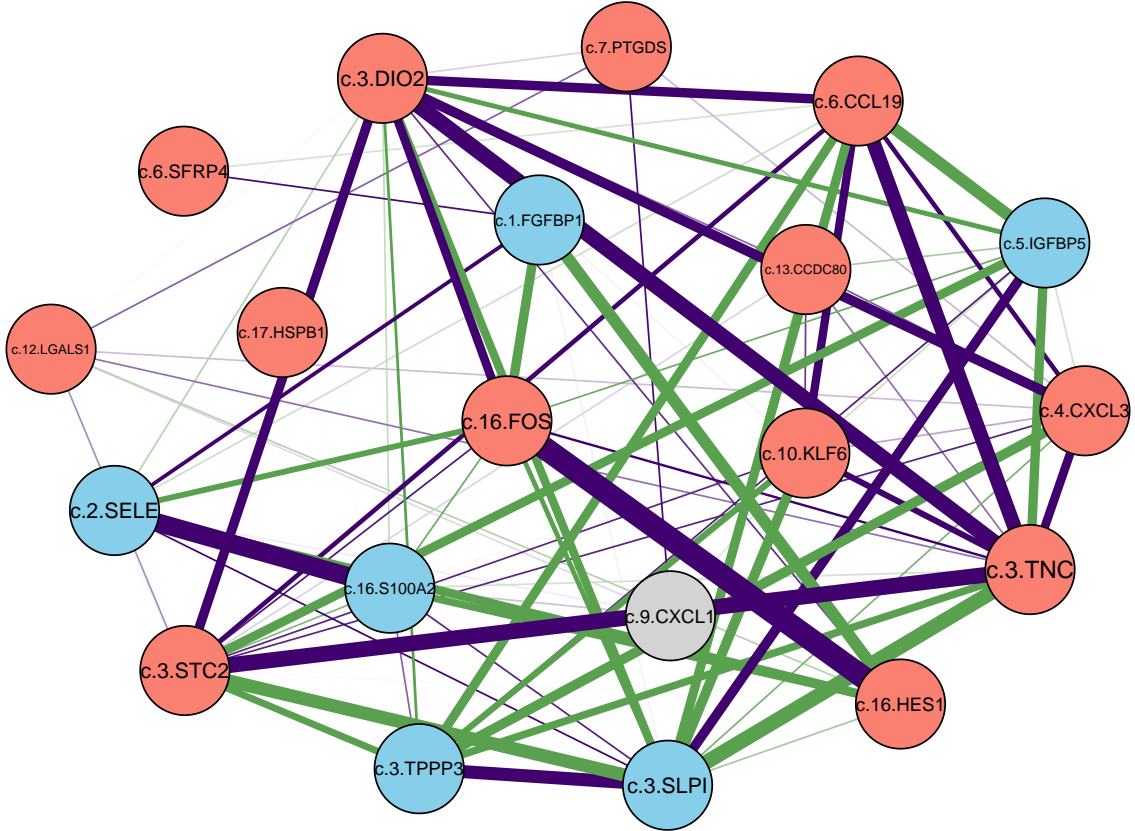 c.7.PTGDS
c.3.DIO2
c.6.CCL19
c.6.SFRP4
c.1.FGFBP1
c.5.IGFBP5
c.13.CCDC80
c.17.HSPB1
c.12.LGALS1
c.4.CXCL3
c.16.FOS
c.10.KLF6
c.2.SELE
c.3.TNC
c.16.S100A2
c.9.CXCL1
c.3.STC2
c.16.HES1
c.3.TPPP3
c.3.SLPI